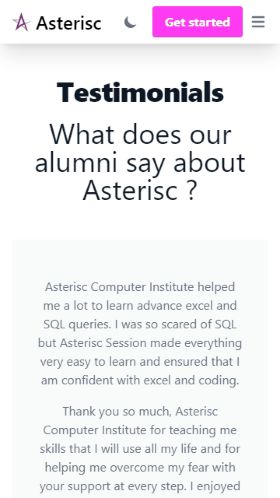 Asterisc
Get started
Testimonials
What does our
alumni say about
Asterisc ?
Asterisc Computer Institute helped
me a lot to learn advance excel and
SQL queries. I was so scared of SQL
but Asterisc Session made everything
very easy to learn and ensured that I
am confident with excel and coding.
Thank you so much, Asterisc
Computer Institute for teaching me
skills that I will use all my life and for
helping me overcome my fear with
your support at every step. I enjoyed